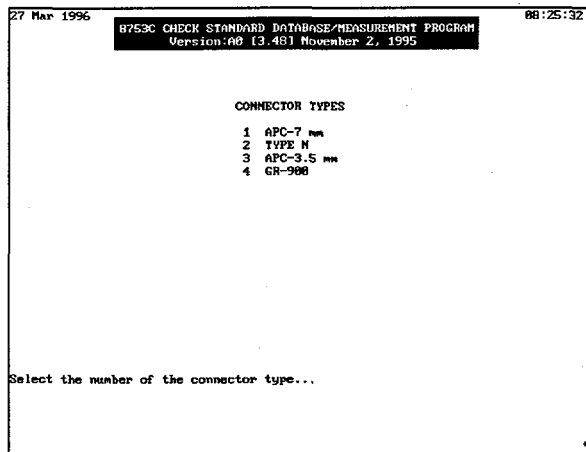 27 Mar 1996 08:25:32
8753C CHECK STANDARD DATABASE/MEASUREMENT PROGRAM
Version:A0 [3.48] November 2, 1995
CONNECTOR TYPES
1 APC-7 mm
2 TYPE N
3 APC-3.5 mm
4 GR-900
Select the number of the connector type...